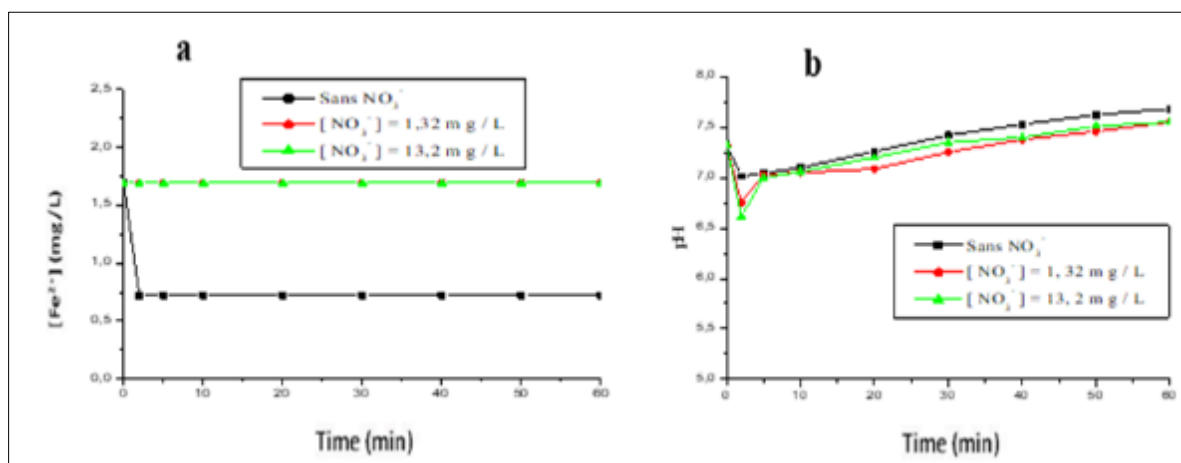 a
Sans NO₃⁻
[ NO₃⁻ ] = 1,32 m g / L
[ NO₃⁻ ] = 13,2 m g / L
[Fe²⁺] (mg/L)
2,5
2,0
1,5
1,0
0,5
0,0
0 10 20 30 40 50 60
Time (min)
b
pH
8,0
7,5
7,0
6,5
6,0
5,5
5,0
Sans NO₃⁻
[ NO₃⁻ ] = 1, 32 m g / L
[ NO₃⁻ ] = 13, 2 m g / L
0 10 20 30 40 50 60
Time (min)